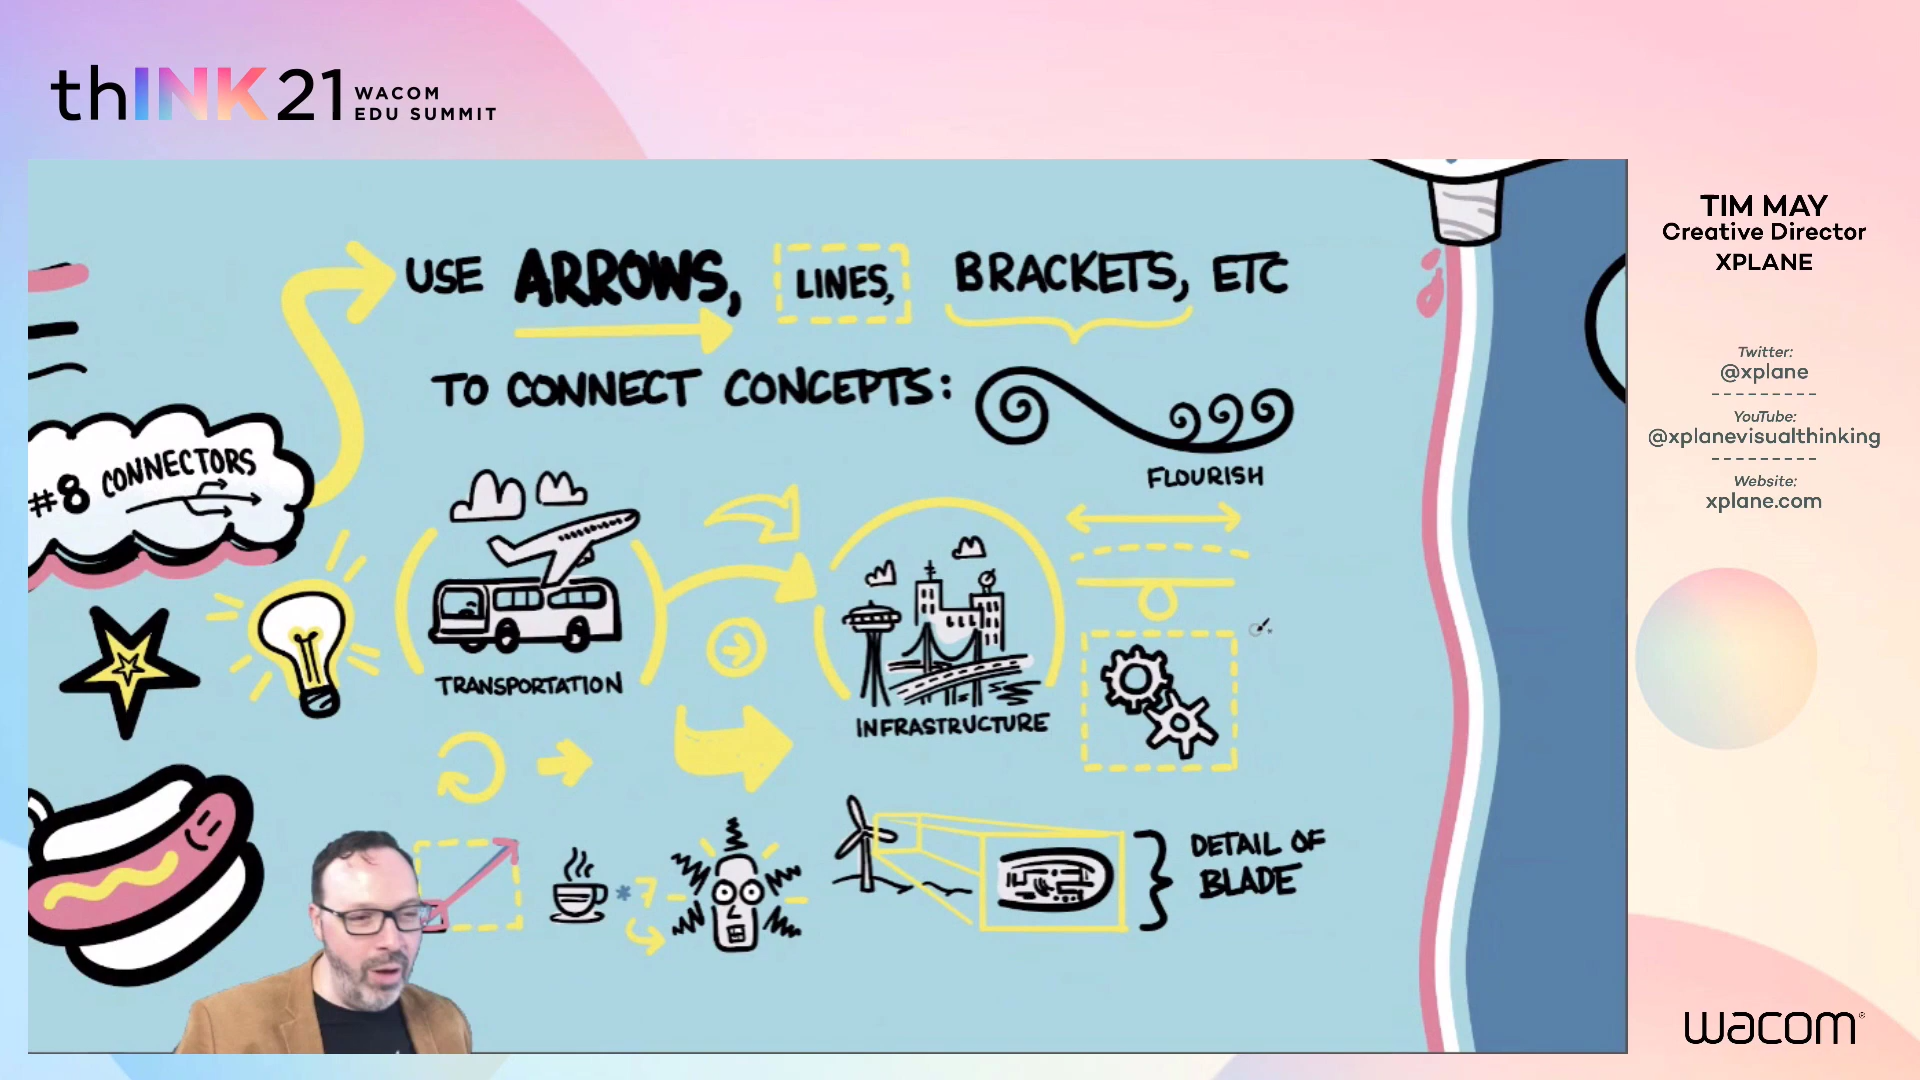 thINK21 WACOM
EDU SUMMIT
USE ARROWS, LINES, BRACKETS, ETC
TO CONNECT CONCEPTS:
FLOURISH
#8 CONNECTORS
TRANSPORTATION
INFRASTRUCTURE
*7
DETAIL OF
BLADE
TIM MAY
Creative Director
XPLANE
Twitter:
@xplane
YouTube:
@xplanevisualthinking
Website:
xplane.com
wacom®